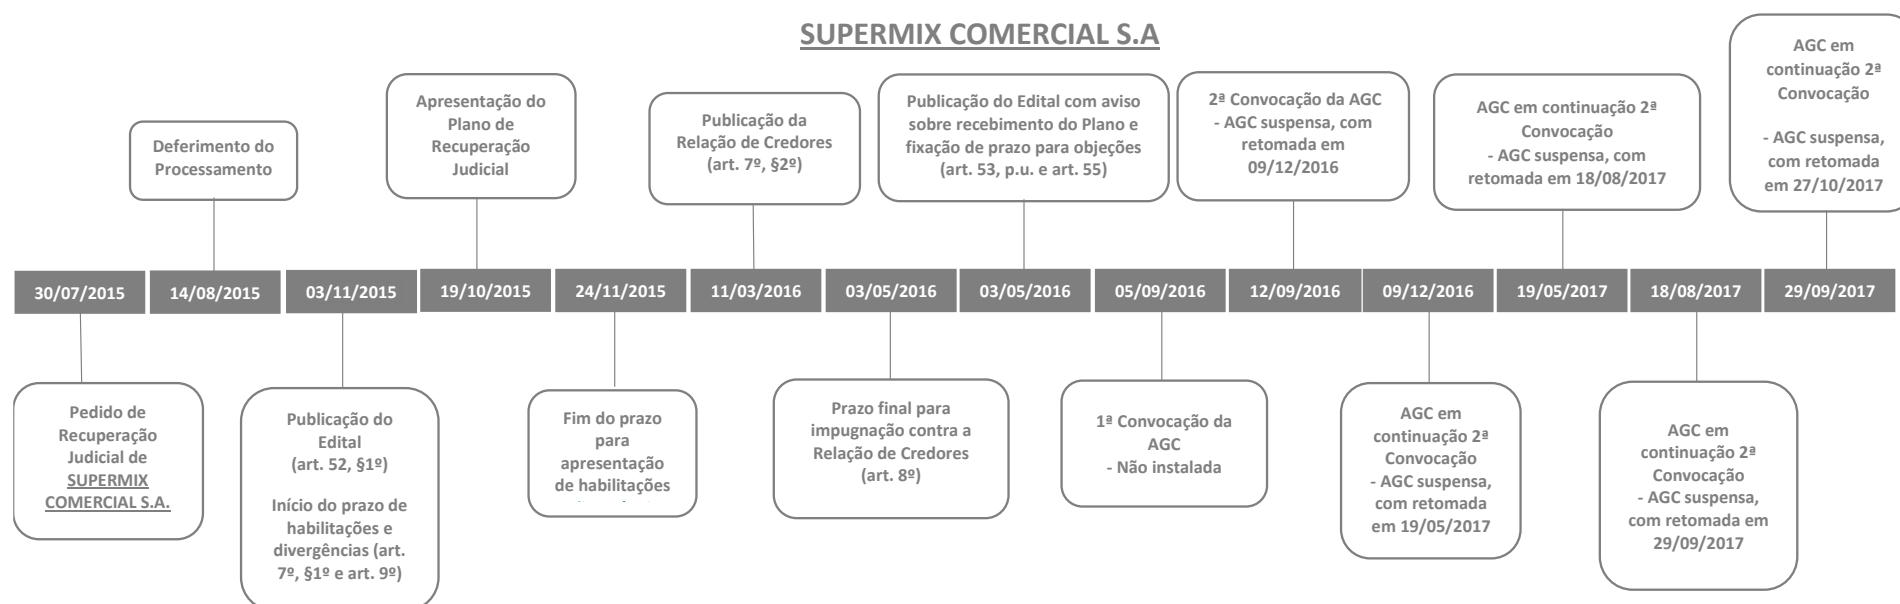 SUPERMIX COMERCIAL S.A
Deferimento do
Processamento
Apresentação do
Plano de
Recuperação
Judicial
Publicação da
Relação de Credores
(art. 7º, §2º)
Publicação do Edital com aviso
sobre recebimento do Plano e
fixação de prazo para objeções
(art. 53, p.u. e art. 55)
2ª Convocação da AGC
- AGC suspensa, com
retomada em
09/12/2016
AGC em continuação 2ª
Convocação
- AGC suspensa, com
retomada em 18/08/2017
AGC em
continuação 2ª
Convocação
- AGC suspensa,
com retomada
em 27/10/2017
30/07/2015
14/08/2015
03/11/2015
19/10/2015
24/11/2015
11/03/2016
03/05/2016
03/05/2016
05/09/2016
12/09/2016
09/12/2016
19/05/2017
18/08/2017
29/09/2017
Pedido de
Recuperação
Judicial de
SUPERMIX
COMERCIAL S.A.
Publicação do
Edital
(art. 52, §1º)
Início do prazo de
habilitações e
divergências (art.
7º, §1º e art. 9º)
Fim do prazo
para
apresentação
de habilitações
Prazo final para
impugnação contra a
Relação de Credores
(art. 8º)
1ª Convocação da
AGC
- Não instalada
AGC em
continuação 2ª
Convocação
- AGC suspensa,
com retomada
em 19/05/2017
AGC em
continuação 2ª
Convocação
- AGC suspensa,
com retomada em
29/09/2017